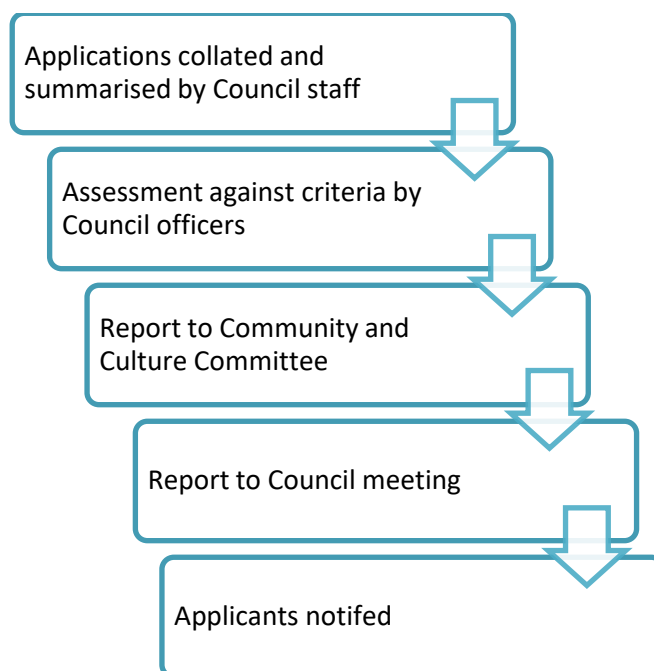 Applications collated and
summarised by Council staff
Assessment against criteria by
Council officers
Report to Community and
Culture Committee
Report to Council meeting
Applicants notifed